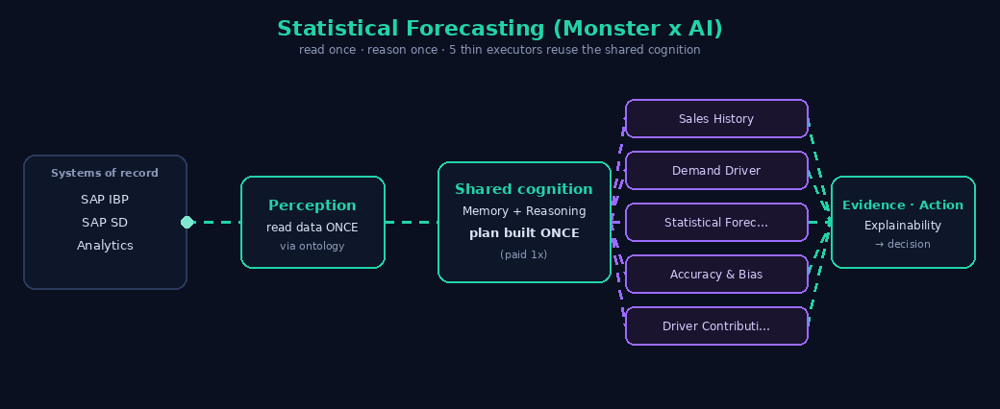 Statistical Forecasting (Monster x AI)
read once · reason once · 5 thin executors reuse the shared cognition
Systems of record
SAP IBP
SAP SD
Analytics
Perception
read data ONCE
via ontology
Shared cognition
Memory + Reasoning
plan built ONCE
(paid 1x)
Sales History
Demand Driver
Statistical Forec...
Accuracy & Bias
Driver Contributi...
Evidence · Action
Explainability
→ decision